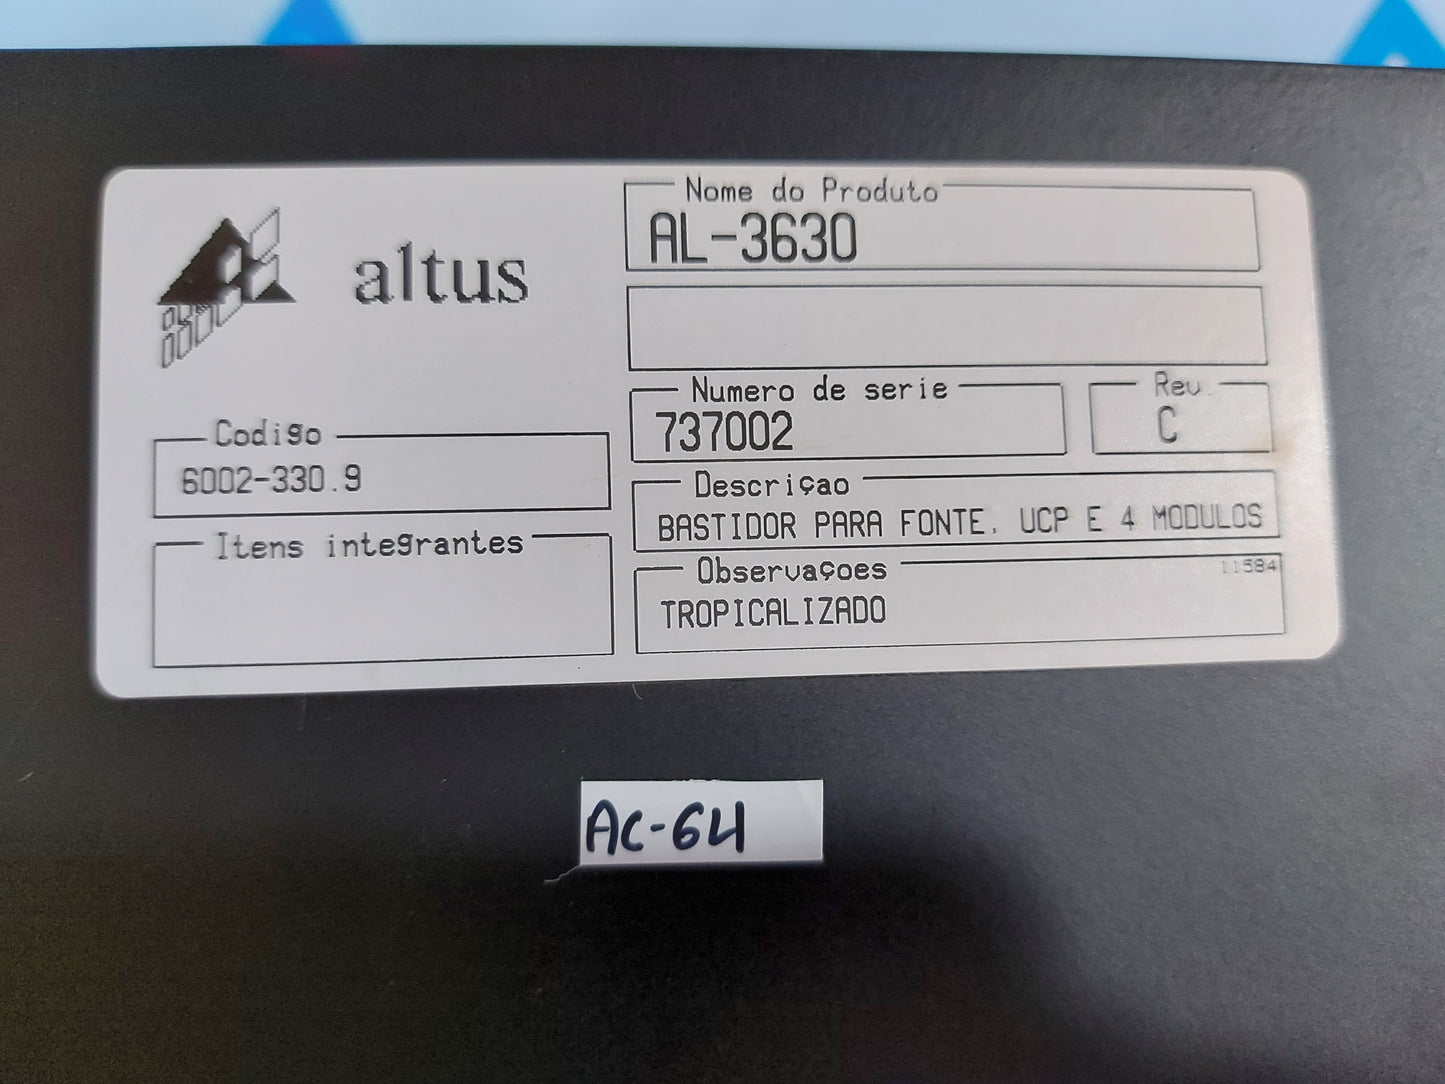 altus
Nome do Produto
AL-3630
Numero de serie
737002
Rev.
C
Codigo
6002-330.9
Descriçao
BASTIDOR PARA FONTE, UCP E 4 MODULOS
Itens integrantes
Observaçoes
11584
TROPICALIZADO
AC-64